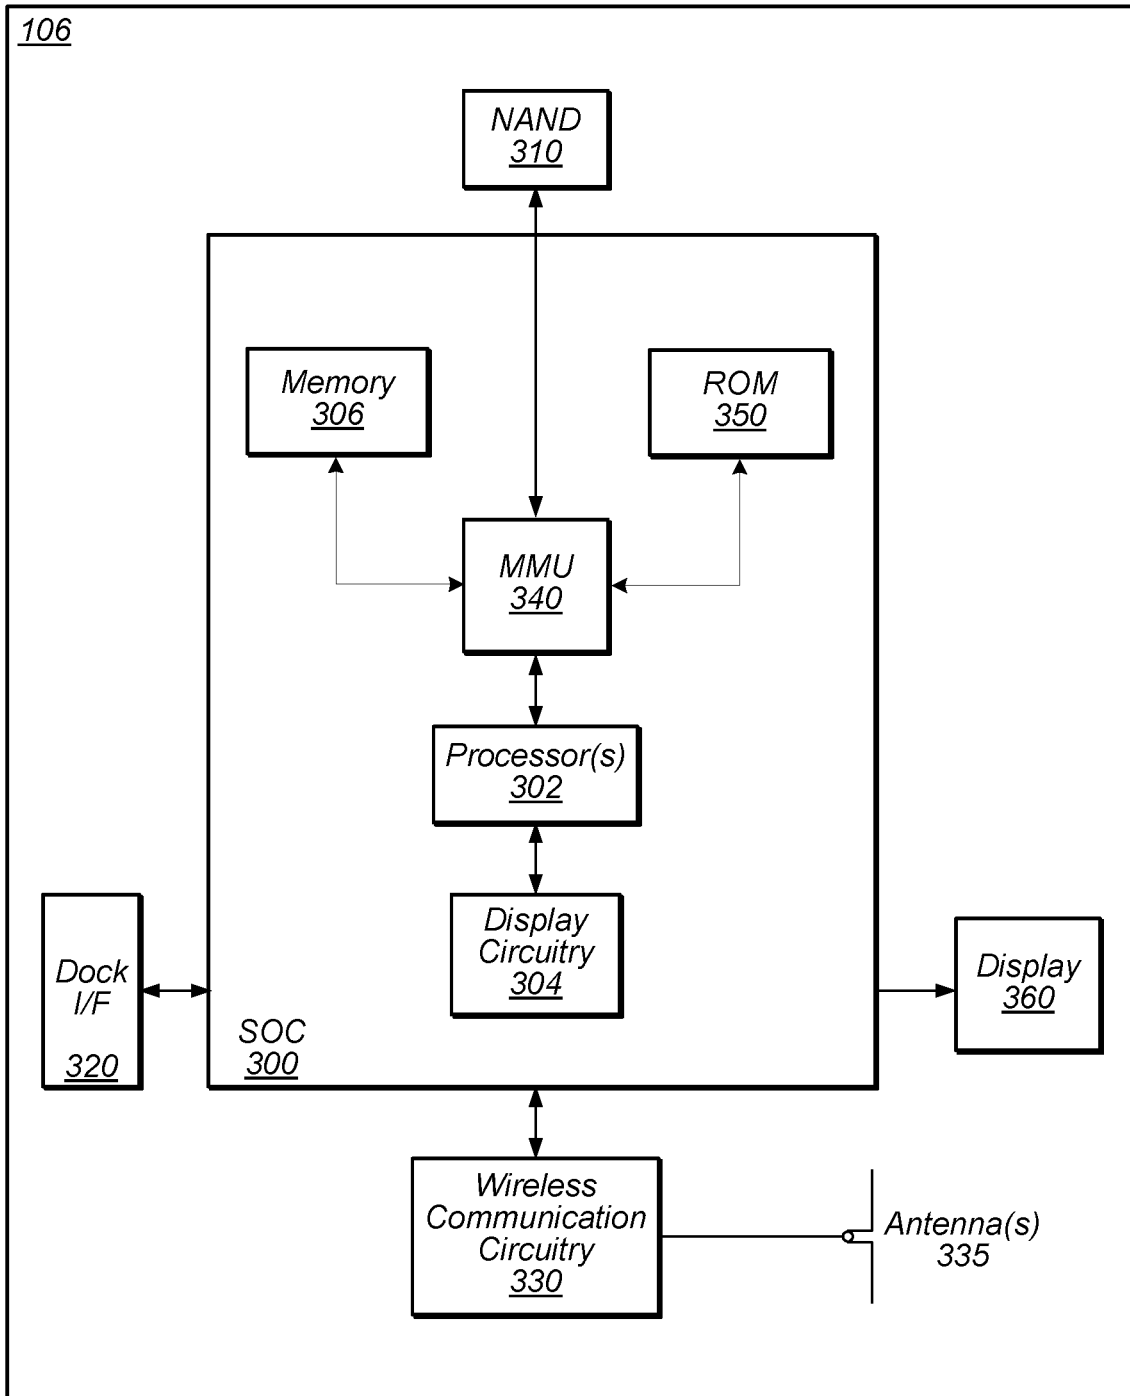 106
NAND
310
Memory
306
ROM
350
MMU
340
Processor(s)
302
Display
Circuitry
304
Dock
I/F
320
SOC
300
Display
360
Wireless
Communication
Circuitry
330
Antenna(s)
335